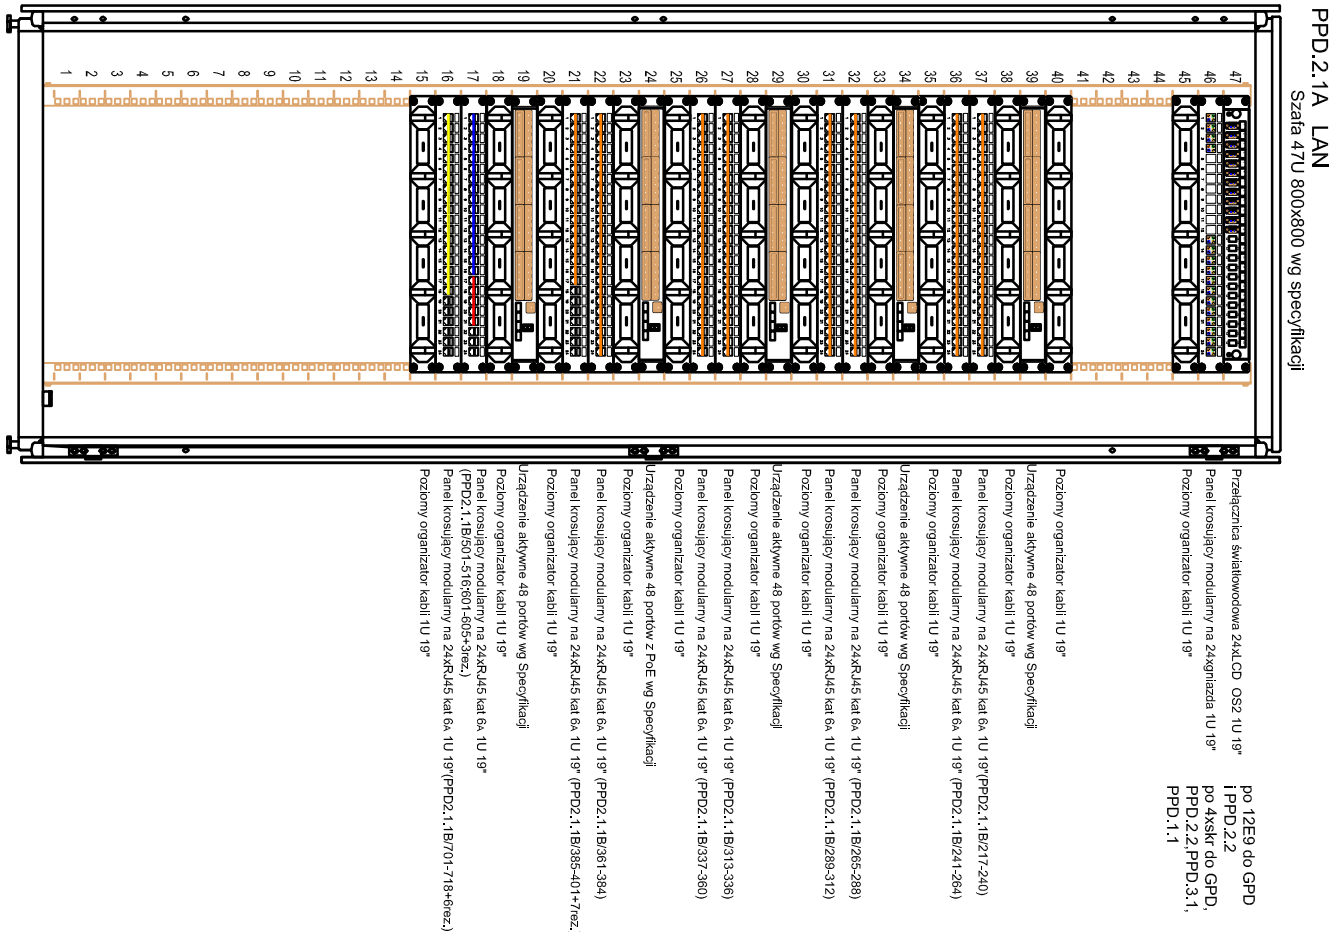 PPD.2.1A LAN
Szafa 47U 800x800 wg specyfikacji
47
46
45
44
43
42
41
40
39
38
37
36
35
34
33
32
31
30
29
28
27
26
25
24
23
22
21
20
19
18
17
16
15
14
13
12
11
10
9
8
7
6
5
4
3
2
1
Przełącznica światłowodowa 24xLCD OS2 1U 19"
Panel krosujący modularny na 24xgniazda 1U 19"
Poziomy organizator kabli 1U 19"
Poziomy organizator kabli 1U 19"
Urządzenie aktywne 48 portów wg Specyfikacji
Poziomy organizator kabli 1U 19"
Panel krosujący modularny na 24xRJ45 kat 6A 1U 19"(PPD2.1.1B/217-240)
Panel krosujący modularny na 24xRJ45 kat 6A 1U 19" (PPD2.1.1B/241-264)
Poziomy organizator kabli 1U 19"
Urządzenie aktywne 48 portów wg Specyfikacji
Poziomy organizator kabli 1U 19"
Panel krosujący modularny na 24xRJ45 kat 6A 1U 19" (PPD2.1.1B/265-288)
Panel krosujący modularny na 24xRJ45 kat 6A 1U 19" (PPD2.1.1B/289-312)
Poziomy organizator kabli 1U 19"
Urządzenie aktywne 48 portów wg Specyfikacji
Poziomy organizator kabli 1U 19"
Panel krosujący modularny na 24xRJ45 kat 6A 1U 19" (PPD2.1.1B/313-336)
Panel krosujący modularny na 24xRJ45 kat 6A 1U 19" (PPD2.1.1B/337-360)
Poziomy organizator kabli 1U 19"
Urządzenie aktywne 48 portów z PoE wg Specyfikacji
Poziomy organizator kabli 1U 19"
Panel krosujący modularny na 24xRJ45 kat 6A 1U 19" (PPD2.1.1B/361-384)
Panel krosujący modularny na 24xRJ45 kat 6A 1U 19" (PPD2.1.1B/385-401+7rez.
Poziomy organizator kabli 1U 19"
Urządzenie aktywne 48 portów wg Specyfikacji
Poziomy organizator kabli 1U 19"
Panel krosujący modularny na 24xRJ45 kat 6A 1U 19"
(PPD2.1.1B/501-516;601-605+3rez.)
Panel krosujący modularny na 24xRJ45 kat 6A 1U 19"(PPD2.1.1B/701-718+6rez.)
Poziomy organizator kabli 1U 19"
po 12E9 do GPD
i PPD.2.2
po 4xskr do GPD,
PPD.2.2,PPD.3.1,
PPD.1.1